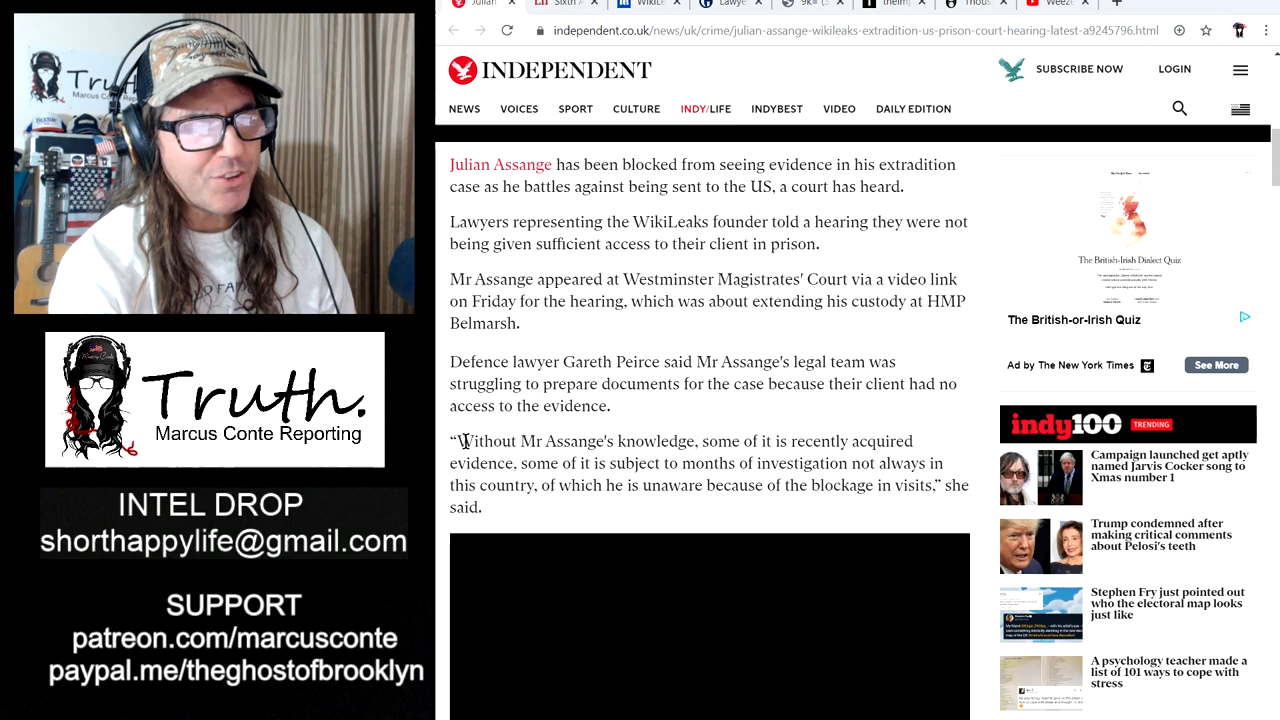 Truth
Marcus Conte Repor
Truth.
Marcus Conte Reporting
INTEL DROP
shorthappylife@gmail.com
SUPPORT
patreon.com/marcusconte
paypal.me/theghostofbrooklyn
independent.co.uk/news/uk/crime/julian-assange-wikileaks-extradition-us-prison-court-hearing-latest-a9245796.html
INDEPENDENT
SUBSCRIBE NOW
LOGIN
NEWS VOICES SPORT CULTURE INDY/LIFE INDYBEST VIDEO DAILY EDITION
Julian Assange has been blocked from seeing evidence in his extradition
case as he battles against being sent to the US, a court has heard.
Lawyers representing the WikiLeaks founder told a hearing they were not
being given sufficient access to their client in prison.
Mr Assange appeared at Westminster Magistrates' Court via a video link
on Friday for the hearing, which was about extending his custody at HMP
Belmarsh.
Defence lawyer Gareth Peirce said Mr Assange's legal team was
struggling to prepare documents for the case because their client had no
access to the evidence.
“Without Mr Assange's knowledge, some of it is recently acquired
evidence, some of it is subject to months of investigation not always in
this country, of which he is unaware because of the blockage in visits,” she
said.
The British-Irish Dialect Quiz
The British-or-Irish Quiz
Ad by The New York Times
See More
indy100 TRENDING
Campaign launched get aptly
named Jarvis Cocker song to
Xmas number 1
Trump condemned after
making critical comments
about Pelosi's teeth
Stephen Fry just pointed out
who the electoral map looks
just like
A psychology teacher made a
list of 101 ways to cope with
stress